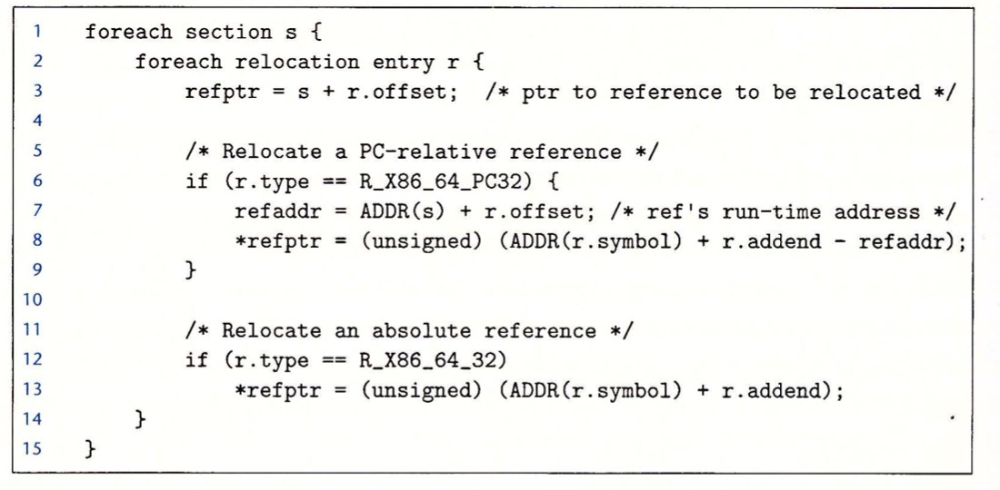 1 foreach section s {
2 foreach relocation entry r {
3 refptr = s + r.offset; /* ptr to reference to be relocated */
4
5 /* Relocate a PC-relative reference */
6 if (r.type == R_X86_64_PC32) {
7 refaddr = ADDR(s) + r.offset; /* ref's run-time address */
8 *refptr = (unsigned) (ADDR(r.symbol) + r.addend - refaddr);
9 }
10
11 /* Relocate an absolute reference */
12 if (r.type == R_X86_64_32)
13 *refptr = (unsigned) (ADDR(r.symbol) + r.addend);
14 }
15 }